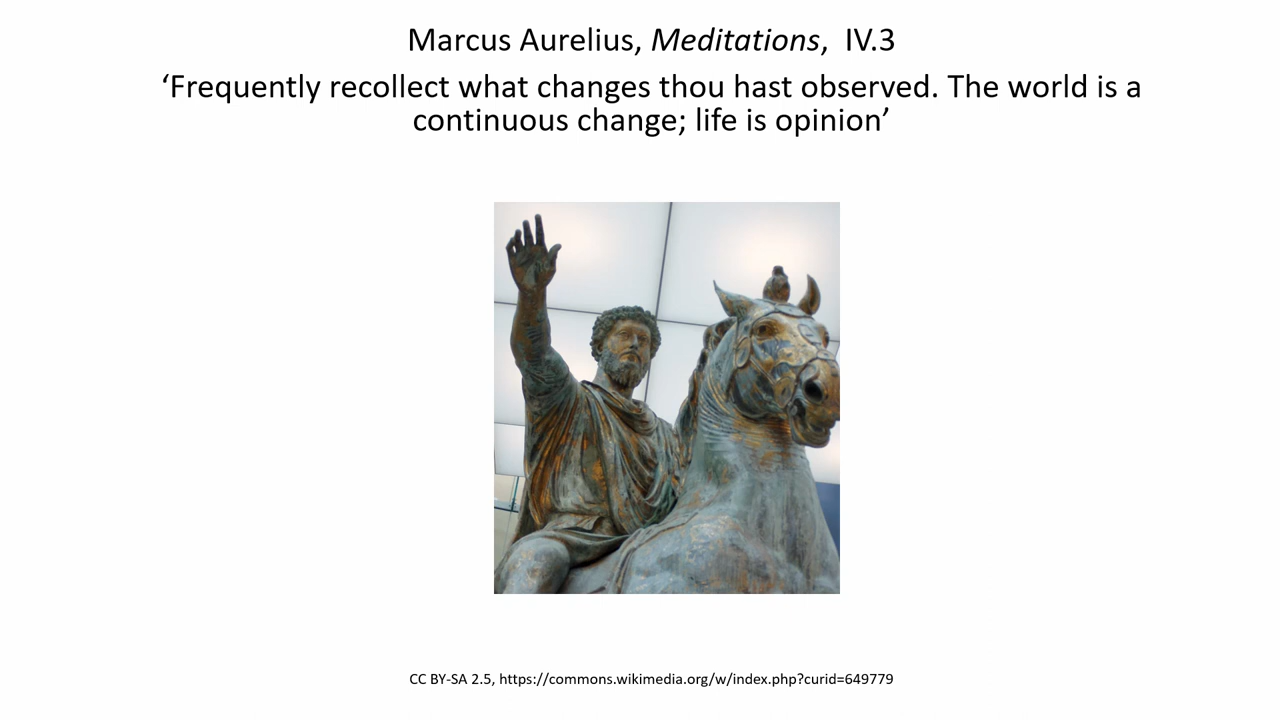 Marcus Aurelius, Meditations, IV.3
‘Frequently recollect what changes thou hast observed. The world is a
continuous change; life is opinion’
CC BY-SA 2.5, https://commons.wikimedia.org/w/index.php?curid=649779